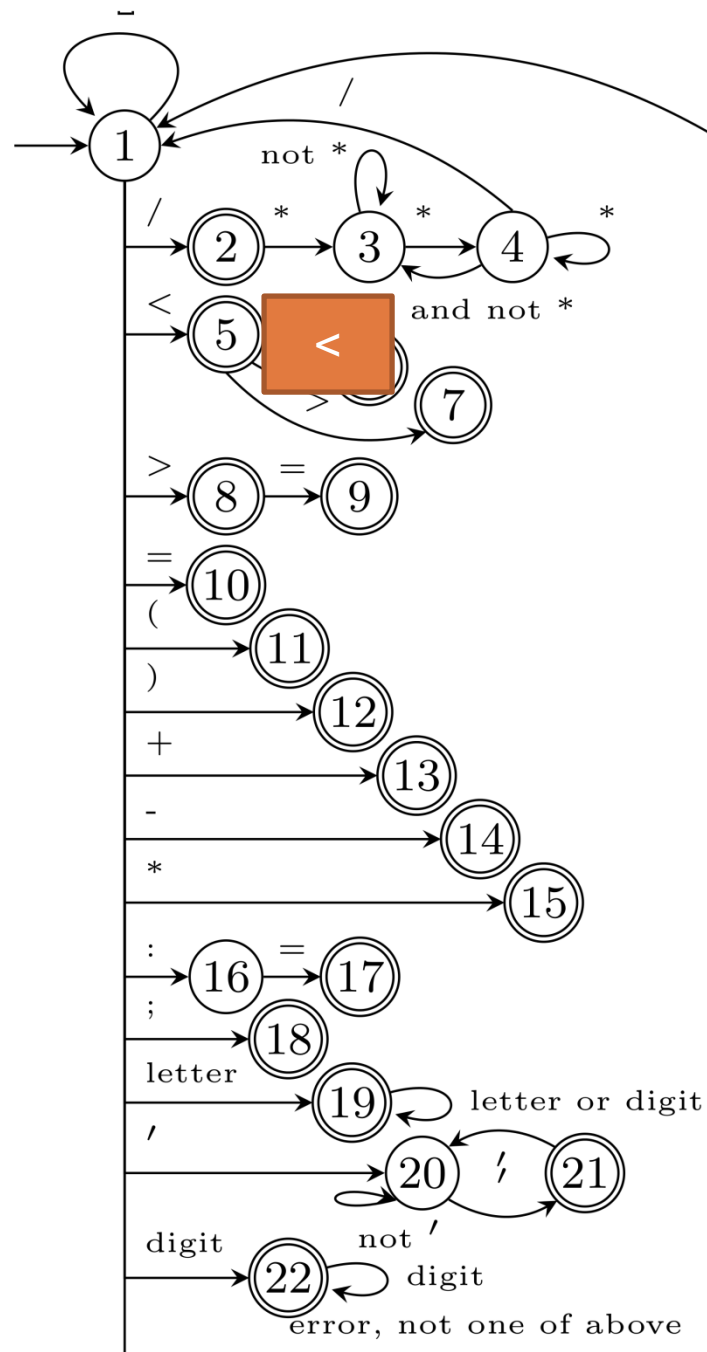 ␣
/
1
not *
/ * *  *
2 3 4
<
and not *
5 <
>
7
> =
8 9
=
10
(
11
)
12
+
13
-
14
*
15
: =
16 17
;
18
letter
19
letter or digit
′
20 ′ ′ 21
not ′
digit
22 digit
error, not one of above